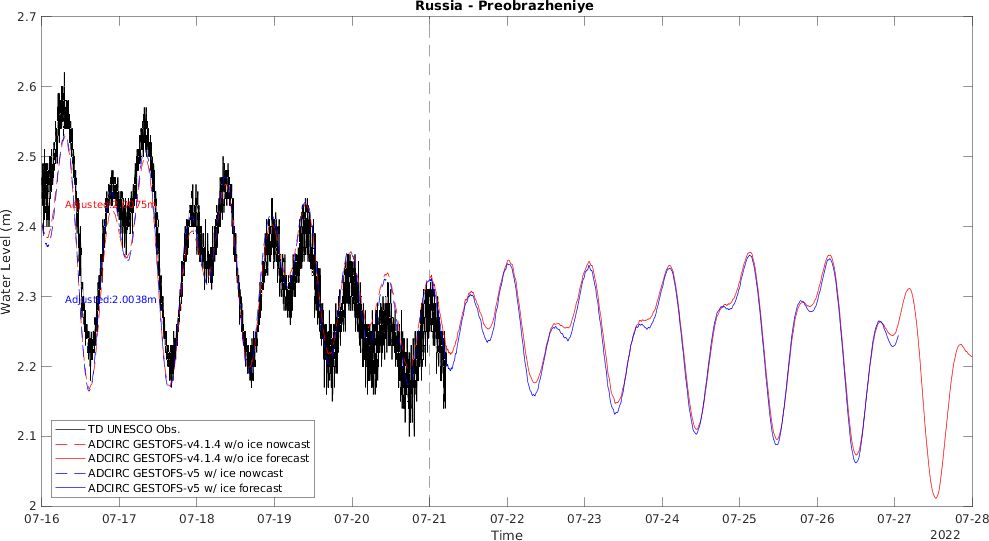 Russia - Preobrazheniye
2.7
2.6
2.5
2.4
2.3
2.2
2.1
2
Water Level (m)
Adjusted:2.0038m
TD UNESCO Obs.
ADCIRC GESTOFS-v4.1.4 w/o ice nowcast
ADCIRC GESTOFS-v4.1.4 w/o ice forecast
ADCIRC GESTOFS-v5 w/ ice nowcast
ADCIRC GESTOFS-v5 w/ ice forecast
07-16 07-17 07-18 07-19 07-20 07-21 07-22 07-23 07-24 07-25 07-26 07-27 07-28
Time
2022